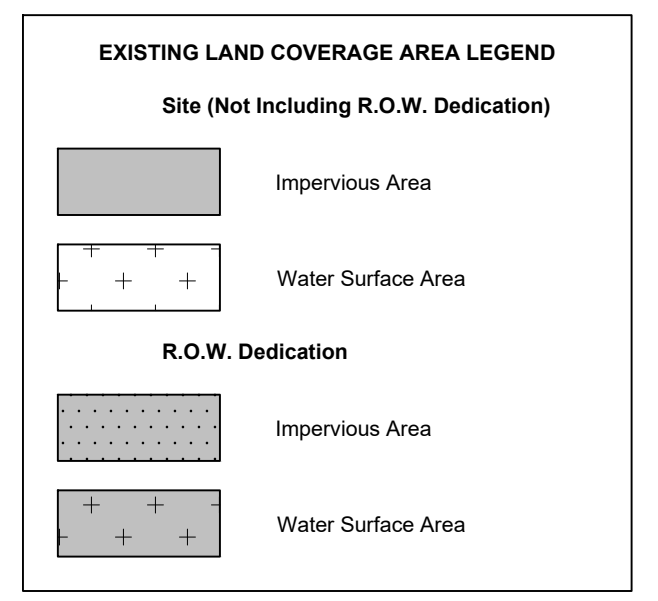 EXISTING LAND COVERAGE AREA LEGEND
Site (Not Including R.O.W. Dedication)
Impervious Area
Water Surface Area
R.O.W. Dedication
Impervious Area
Water Surface Area